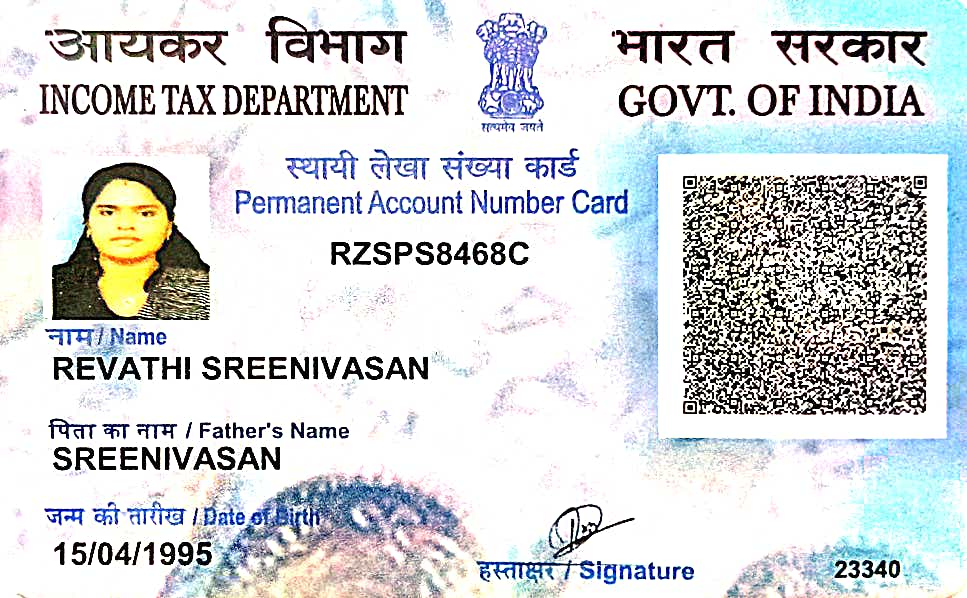 आयकर विभाग
INCOME TAX DEPARTMENT
सत्यमेव जयते
भारत सरकार
GOVT. OF INDIA
स्थायी लेखा संख्या कार्ड
Permanent Account Number Card
RZSPS8468C
नाम / Name
REVATHI SREENIVASAN
पिता का नाम / Father's Name
SREENIVASAN
जन्म की तारीख / Date of Birth
15/04/1995
हस्ताक्षर / Signature
23340